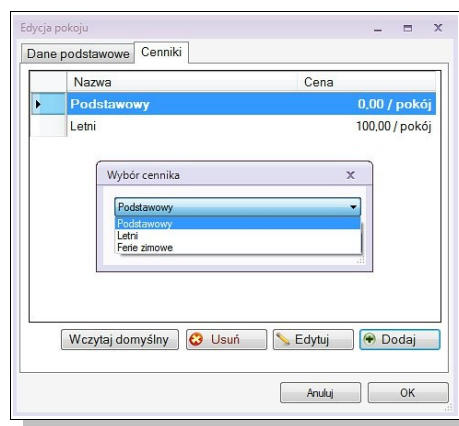 Edycja pokoju
Dane podstawowe Cenniki
Nazwa Cena
Podstawowy 0,00 / pokój
Letni 100,00 / pokój
Wybór cennika x
Podstawowy
Podstawowy
Letni
Ferie zimowe
Wczytaj domyślny Usuń Edytuj Dodaj
Anuluj OK